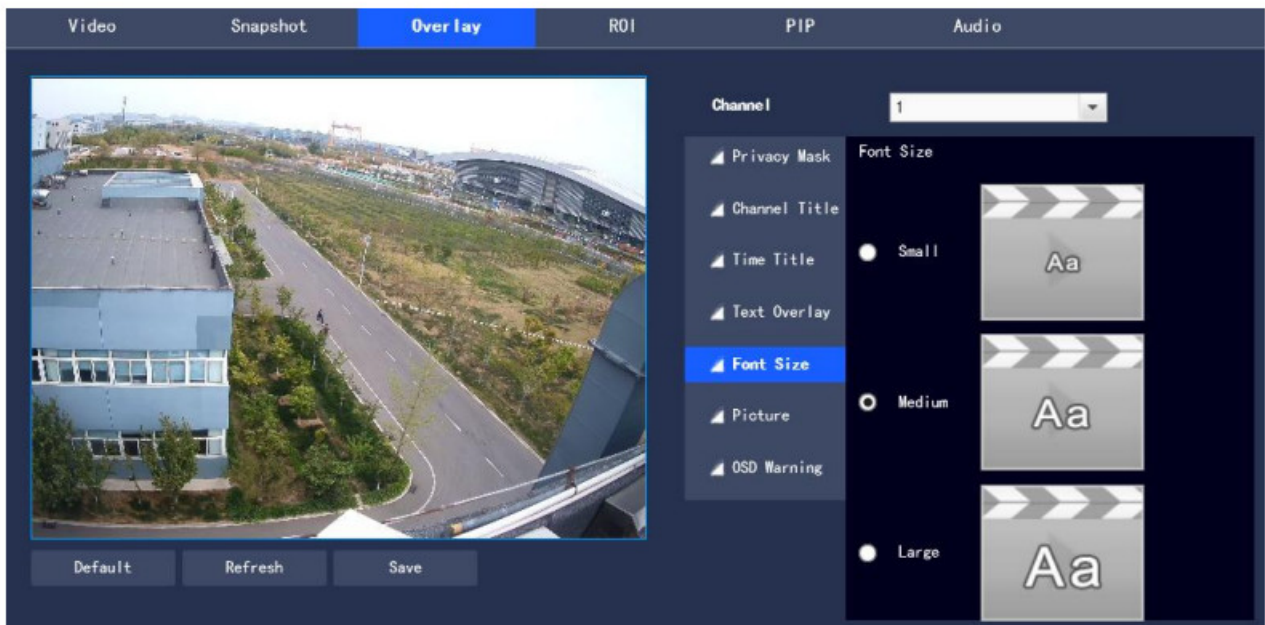 Video Snapshot Overlay ROI PIP Audio
Channel 1
Privacy Mask
Channel Title
Time Title
Text Overlay
Font Size
Picture
OSD Warning
Font Size
Small Aa
Medium Aa
Large Aa
Default Refresh Save